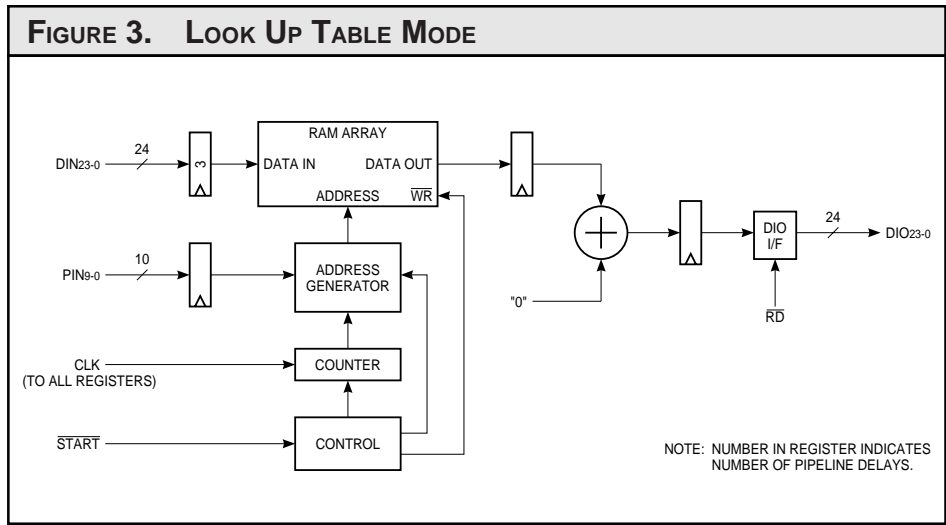 FIGURE 3. LOOK UP TABLE MODE
RAM ARRAY
DIN23-0
24
3
DATA IN
DATA OUT
ADDRESS
WR
PIN9-0
10
ADDRESS
GENERATOR
"0"
DIO
I/F
24
DIO23-0
RD
CLK
(TO ALL REGISTERS)
COUNTER
START
CONTROL
NOTE: NUMBER IN REGISTER INDICATES
NUMBER OF PIPELINE DELAYS.